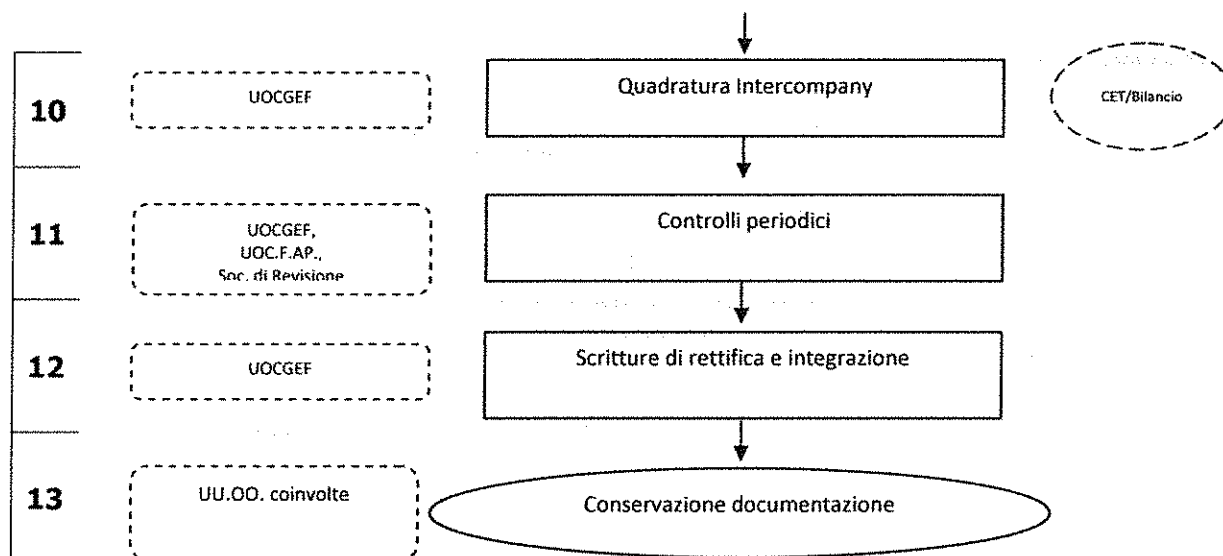 10
UOCGEF
Quadratura Intercompany
CET/Bilancio
11
UOCGEF,
UOC.F.AP.,
Soc. di Revisione
Controlli periodici
12
UOCGEF
Scritture di rettifica e integrazione
13
UU.OO. coinvolte
Conservazione documentazione